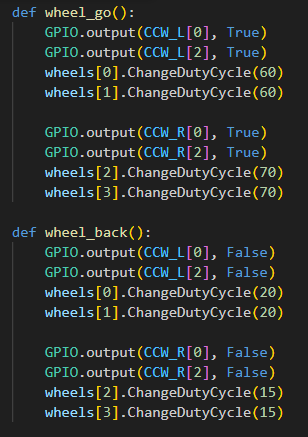 def wheel_go():
    GPIO.output(CCW_L[0], True)
    GPIO.output(CCW_L[2], True)
    wheels[0].ChangeDutyCycle(60)
    wheels[1].ChangeDutyCycle(60)

    GPIO.output(CCW_R[0], True)
    GPIO.output(CCW_R[2], True)
    wheels[2].ChangeDutyCycle(70)
    wheels[3].ChangeDutyCycle(70)

def wheel_back():
    GPIO.output(CCW_L[0], False)
    GPIO.output(CCW_L[2], False)
    wheels[0].ChangeDutyCycle(20)
    wheels[1].ChangeDutyCycle(20)

    GPIO.output(CCW_R[0], False)
    GPIO.output(CCW_R[2], False)
    wheels[2].ChangeDutyCycle(15)
    wheels[3].ChangeDutyCycle(15)